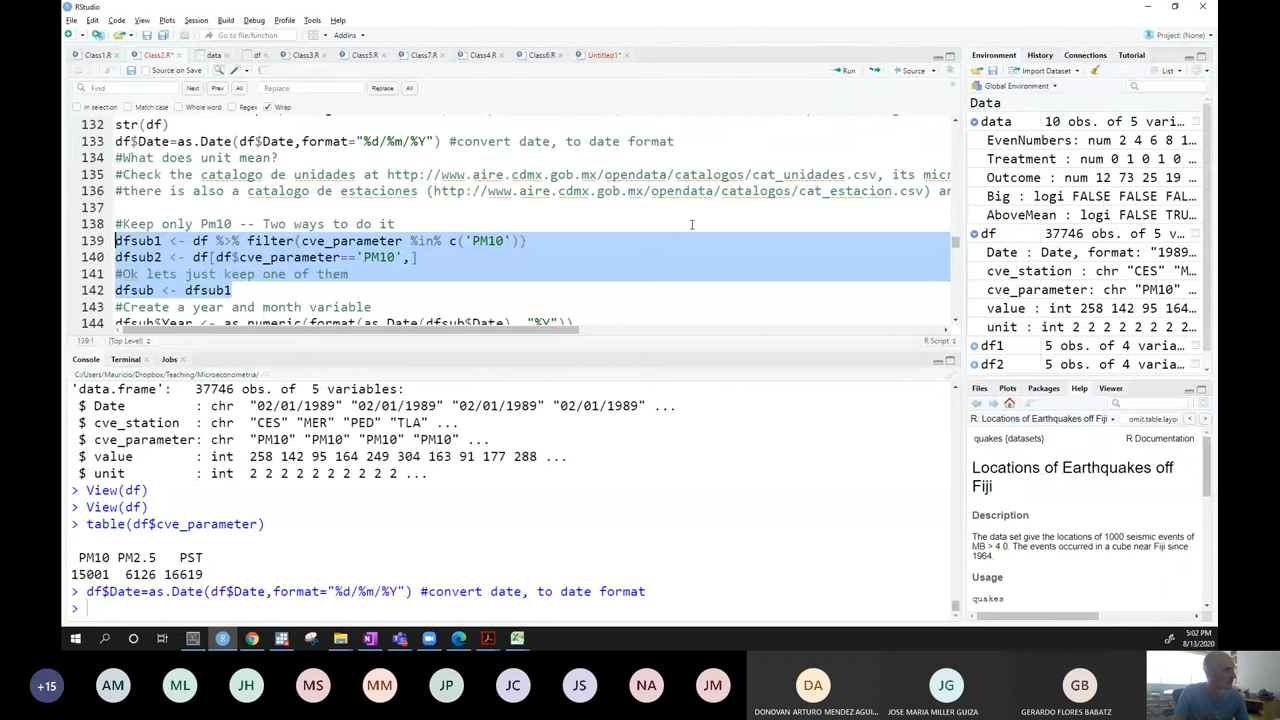 RStudio
File Edit Code View Plots Session Build Debug Profile Tools Help
Go to file/function Addins
Project: (None)
Class1.R Class2.R* data df Class3.R Class5.R Class7.R Class4.R Class6.R Untitled1*
Source on Save Run Source
Find Next Prev All Replace Replace All
In selection Match case Whole word Regex Wrap
132 str(df)
133 df$Date=as.Date(df$Date,format="%d/%m/%Y") #convert date, to date format
134 #What does unit mean?
135 #Check the catalogo de unidades at http://www.aire.cdmx.gob.mx/opendata/catalogos/cat_unidades.csv, its micr
136 #there is also a catalogo de estaciones (http://www.aire.cdmx.gob.mx/opendata/catalogos/cat_estacion.csv) an
137
138 #Keep only Pm10 -- Two ways to do it
139 dfsub1 <- df %>% filter(cve_parameter %in% c('PM10'))
140 dfsub2 <- df[df$cve_parameter=='PM10',]
141 #Ok lets just keep one of them
142 dfsub <- dfsub1
143 #Create a year and month variable
144 dfsub$Year <- as.numeric(format(as.Date(dfsub$Date), "%Y"))
139:1 (Top Level) R Script
Console Terminal Jobs
C:/Users/Mauricio/Dropbox/Teaching/Microeconometria/
'data.frame': 37746 obs. of 5 variables:
$ Date : chr "02/01/1989" "02/01/1989" "02/01/1989" "02/01/1989" ...
$ cve_station : chr "CES" "MER" "PED" "TLA" ...
$ cve_parameter: chr "PM10" "PM10" "PM10" "PM10" ...
$ value : int 258 142 95 164 249 304 163 91 177 288 ...
$ unit : int 2 2 2 2 2 2 2 2 2 2 ...
> View(df)
> View(df)
> table(df$cve_parameter)
PM10 PM2.5 PST
15001 6126 16619
> df$Date=as.Date(df$Date,format="%d/%m/%Y") #convert date, to date format
>
Environment History Connections Tutorial
Import Dataset List
Global Environment
Data
data 10 obs. of 5 vari…
EvenNumbers: num 2 4 6 8 1
Treatment : num 0 1 0 1 0
Outcome : num 12 73 25 19
Big : logi FALSE FALSE FAL
AboveMean : logi FALSE TRU
df 37746 obs. of 5 varia…
cve_station : chr "CES" "M…
cve_parameter: chr "PM10" …
value : int 258 142 95 164…
unit : int 2 2 2 2 2 2 2 …
df1 5 obs. of 4 varia…
df2 5 obs. of 4 varia…
Files Plots Packages Help Viewer
R: Locations of Earthquakes off Fiji omit.table.layou
quakes {datasets} R Documentation
Locations of Earthquakes off
Fiji
Description
The data set give the locations of 1000 seismic events of
MB > 4.0. The events occurred in a cube near Fiji since
1964.
Usage
quakes
5:02 PM
8/13/2020
+15 AM ML JH MS MM JP JC JS NA JM DA JG GB
DONOVAN ARTURO MENDEZ AGUI... JOSE MARIA MILLER GUIZA GERARDO FLORES BABATZ